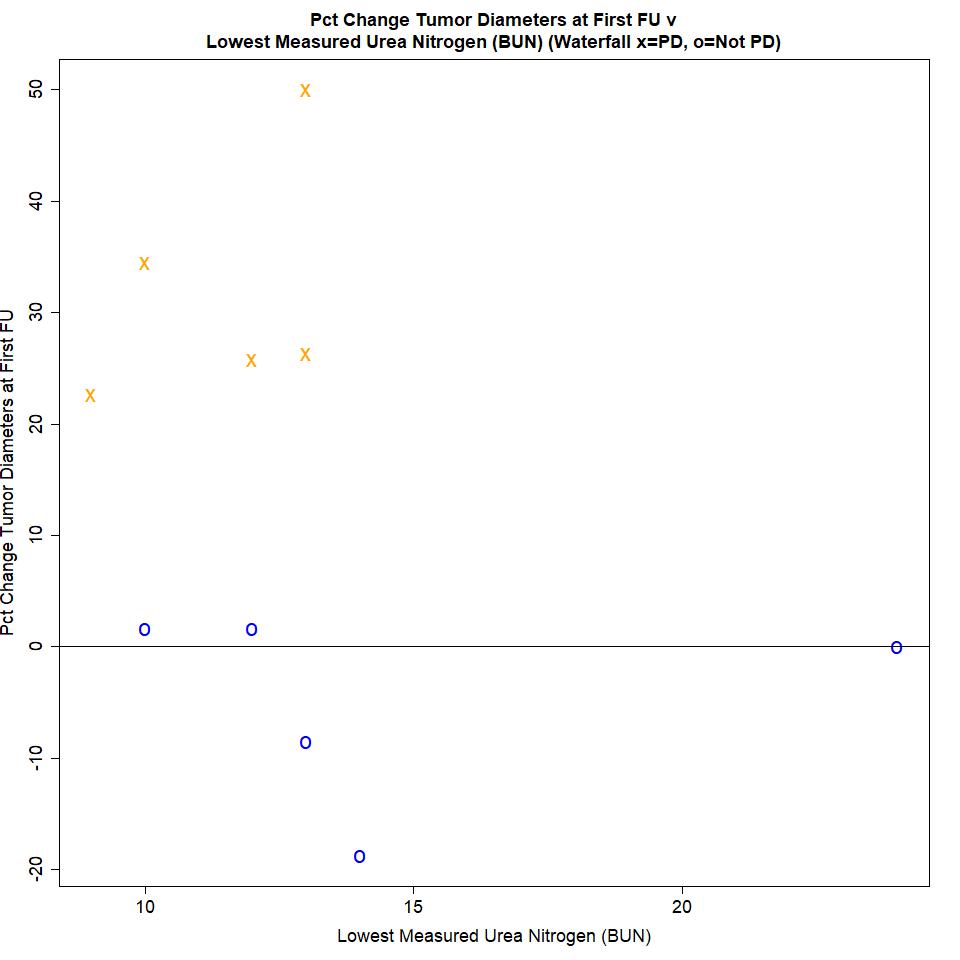 Pct Change Tumor Diameters at First FU v
Lowest Measured Urea Nitrogen (BUN) (Waterfall x=PD, o=Not PD)
Pct Change Tumor Diameters at First FU
50
40
30
20
10
0
-10
-20
X
X
X
X
X
O
O
O
O
O
10
15
20
Lowest Measured Urea Nitrogen (BUN)